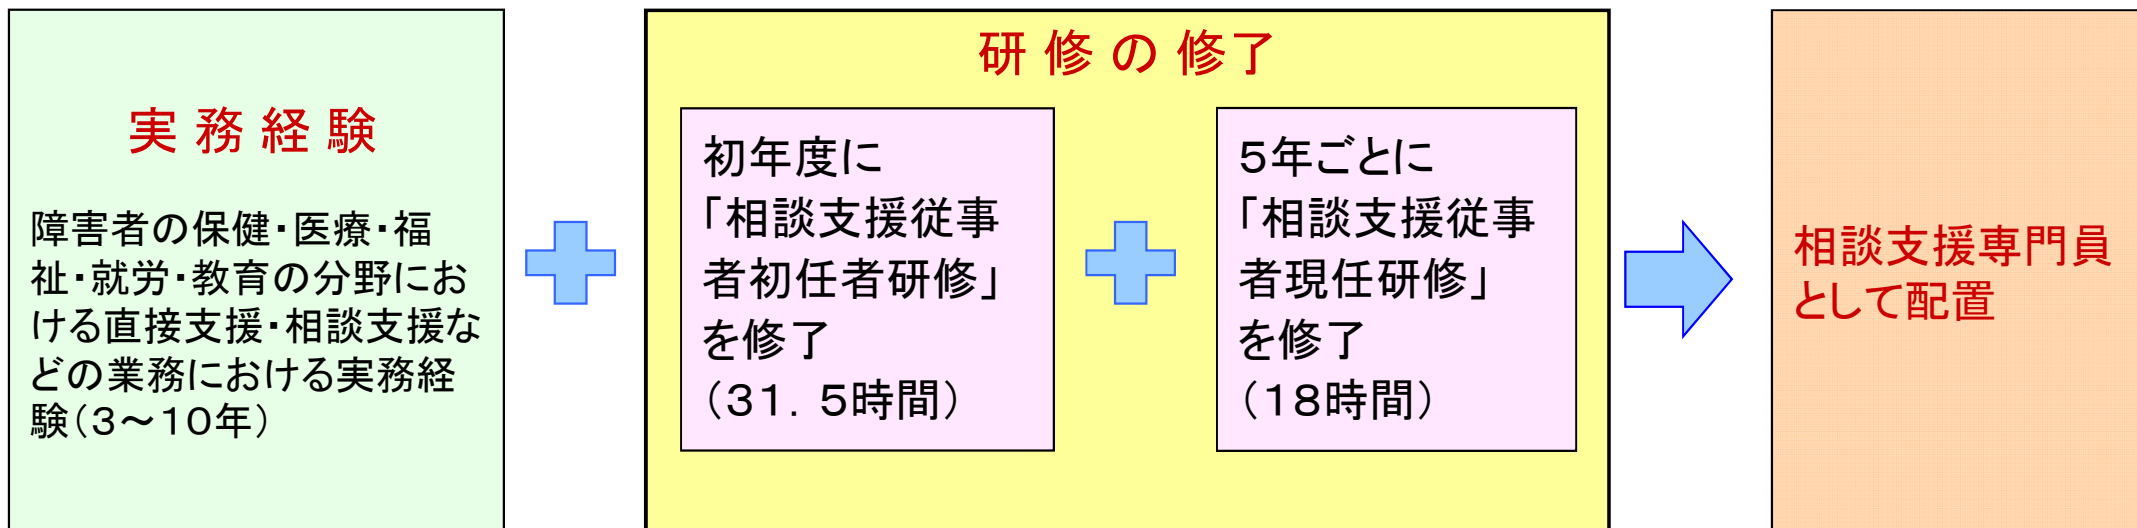 実務経験
障害者の保健・医療・福
祉・就労・教育の分野にお
ける直接支援・相談支援な
どの業務における実務経
験（３～１０年）
研修の修了
初年度に
「相談支援従事
者初任者研修」
を修了
（３１．５時間）
５年ごとに
「相談支援従事
者現任研修」
を修了
（１８時間）
相談支援専門員
として配置